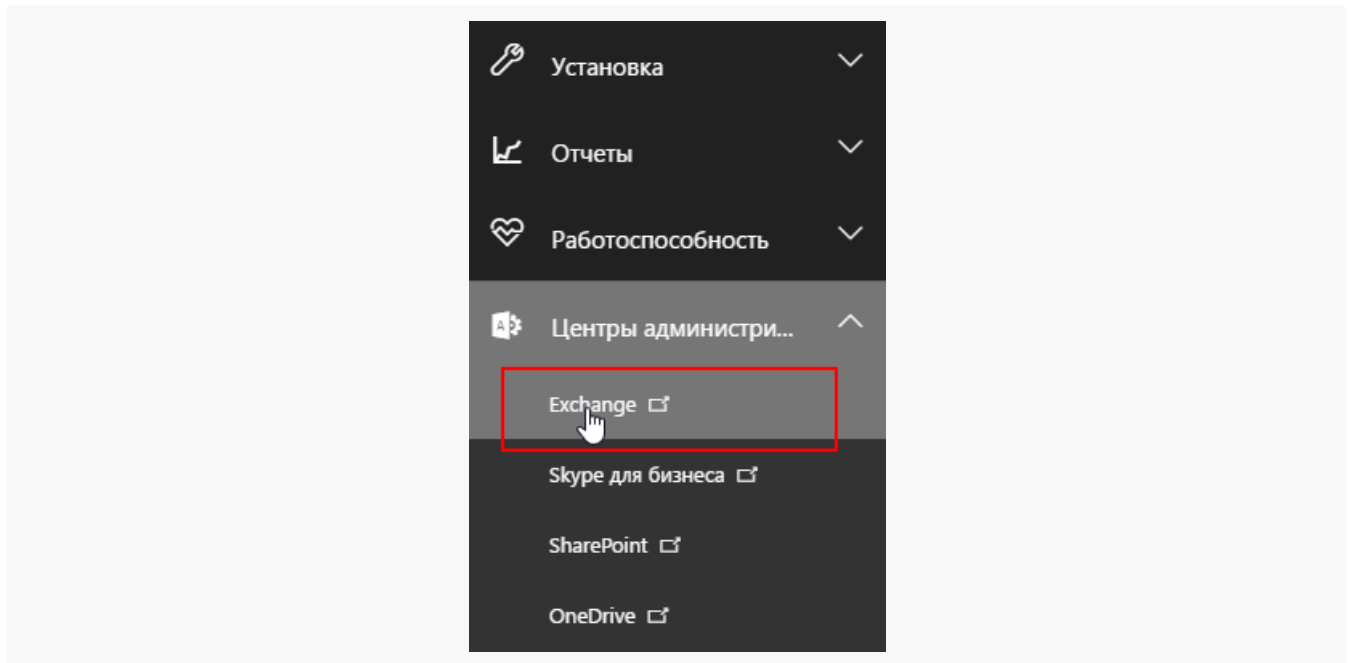 Установка
Отчеты
Работоспособность
Центры администри...
Exchange
Skype для бизнеса
SharePoint
OneDrive